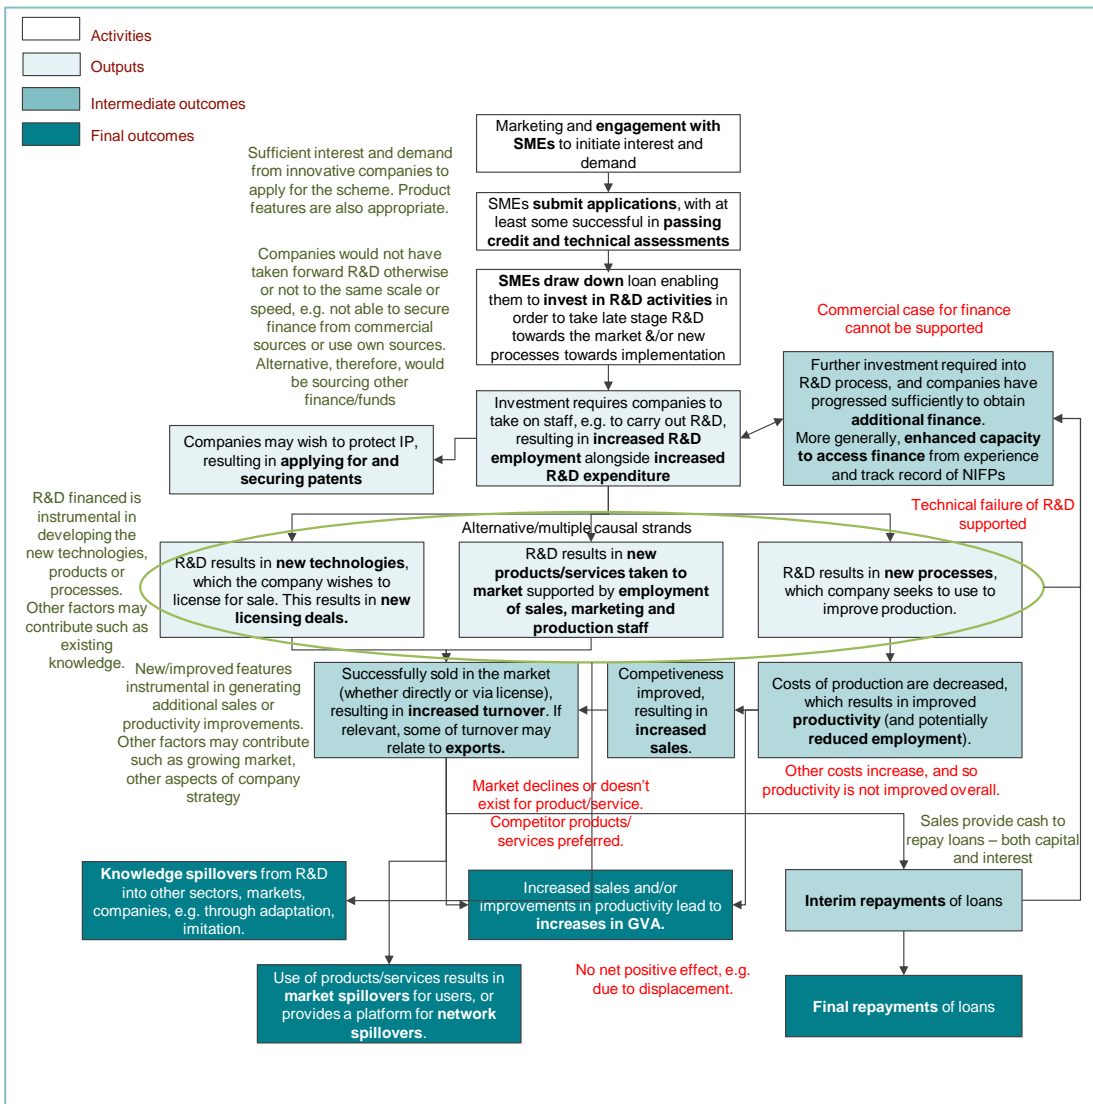 Activities
Outputs
Intermediate outcomes
Final outcomes
Marketing and engagement with
SMEs to initiate interest and
demand
Sufficient interest and demand
from innovative companies to
apply for the scheme. Product
features are also appropriate.
SMEs submit applications, with at
least some successful in passing
credit and technical assessments
Companies would not have
taken forward R&D otherwise
or not to the same scale or
speed, e.g. not able to secure
finance from commercial
sources or use own sources.
Alternative, therefore, would
be sourcing other
finance/funds
SMEs draw down loan enabling
them to invest in R&D activities in
order to take late stage R&D
towards the market &/or new
processes towards implementation
Commercial case for finance
cannot be supported
Further investment required into
R&D process, and companies have
progressed sufficiently to obtain
additional finance.
More generally, enhanced capacity
to access finance from experience
and track record of NIFPs
Investment requires companies to
take on staff, e.g. to carry out R&D,
resulting in increased R&D
employment alongside increased
R&D expenditure
Companies may wish to protect IP,
resulting in applying for and
securing patents
Technical failure of R&D
supported
R&D financed is
instrumental in
developing the
new technologies,
products or
processes.
Other factors may
contribute such as
existing
knowledge.
Alternative/multiple causal strands
R&D results in new technologies,
which the company wishes to
license for sale. This results in new
licensing deals.
R&D results in new
products/services taken to
market supported by employment
of sales, marketing and
production staff
R&D results in new processes,
which company seeks to use to
improve production.
New/improved features
instrumental in generating
additional sales or
productivity improvements.
Other factors may contribute
such as growing market,
other aspects of company
strategy
Successfully sold in the market
(whether directly or via license),
resulting in increased turnover. If
relevant, some of turnover may
relate to exports.
Competiveness
improved,
resulting in
increased sales.
Costs of production are decreased,
which results in improved
productivity (and potentially
reduced employment).
Market declines or doesn't
exist for product/service.
Competitor products/
services preferred.
Other costs increase, and so
productivity is not improved overall.
Sales provide cash to
repay loans – both capital
and interest
Knowledge spillovers from R&D
into other sectors, markets,
companies, e.g. through adaptation,
imitation.
Increased sales and/or
improvements in productivity lead to
increases in GVA.
Interim repayments of loans
Use of products/services results in
market spillovers for users, or
provides a platform for network
spillovers.
No net positive effect, e.g.
due to displacement.
Final repayments of loans